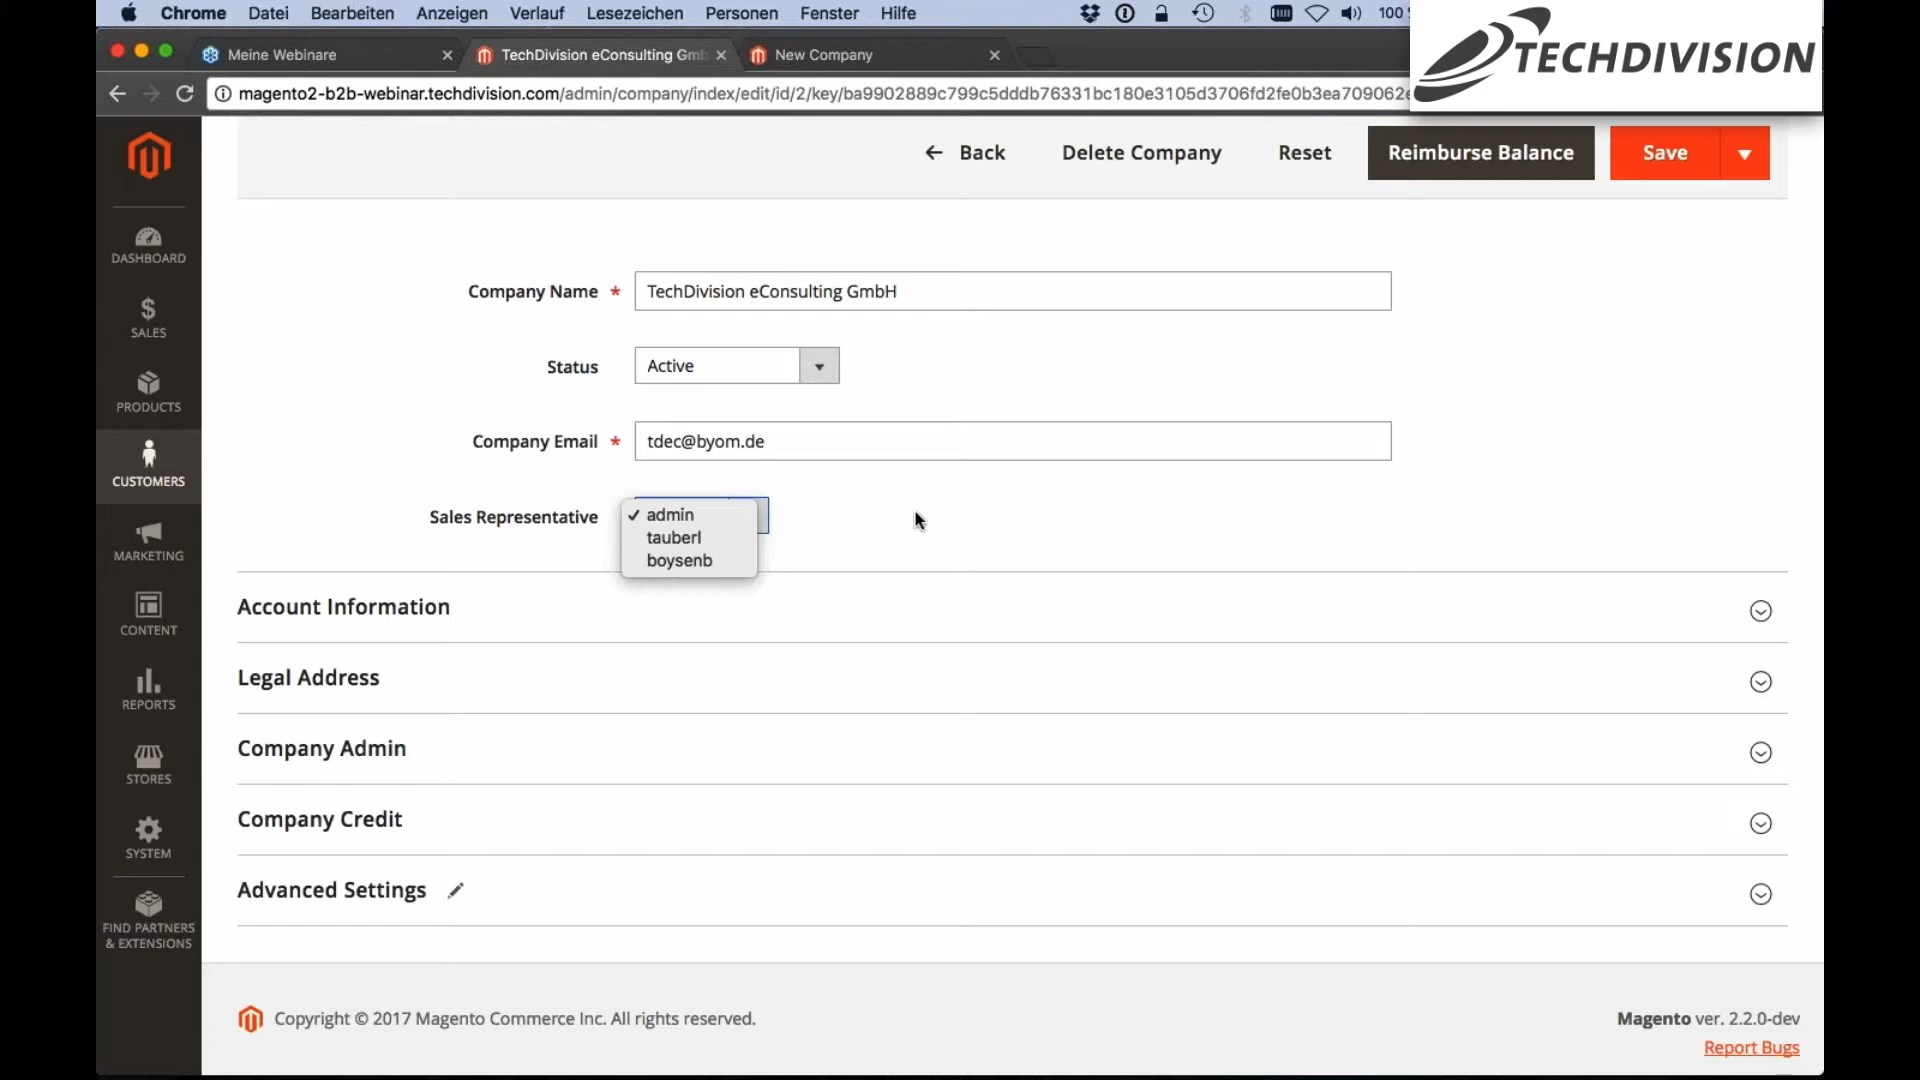 Chrome Datei Bearbeiten Anzeigen Verlauf Lesezeichen Personen Fenster Hilfe 100
TECHDIVISION
Meine Webinare
TechDivision eConsulting Gm
New Company
magento2-b2b-webinar.techdivision.com/admin/company/index/edit/id/2/key/ba9902889c799c5dddb76331bc180e3105d3706fd2fe0b3ea709062e
Back Delete Company Reset Reimburse Balance Save
DASHBOARD
SALES
PRODUCTS
CUSTOMERS
MARKETING
CONTENT
REPORTS
STORES
SYSTEM
FIND PARTNERS
& EXTENSIONS
Company Name * TechDivision eConsulting GmbH
Status Active
Company Email * tdec@byom.de
Sales Representative ✓ admin
tauberl
boysenb
Account Information
Legal Address
Company Admin
Company Credit
Advanced Settings
Copyright © 2017 Magento Commerce Inc. All rights reserved.
Magento ver. 2.2.0-dev
Report Bugs